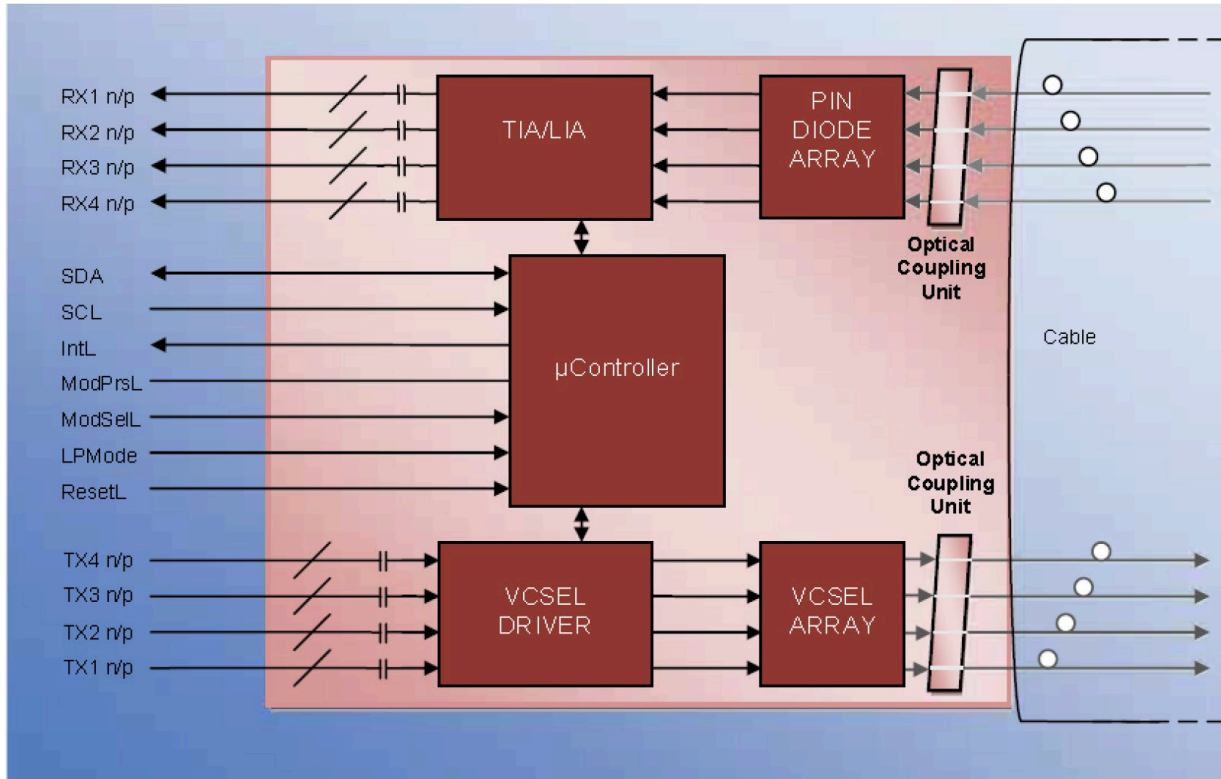 RX1 n/p
RX2 n/p
RX3 n/p
RX4 n/p
TIA/LIA
PIN
DIODE
ARRAY
Optical
Coupling
Unit
SDA
SCL
IntL
ModPrsL
ModSelL
LPMode
ResetL
µController
Cable
Optical
Coupling
Unit
TX4 n/p
TX3 n/p
TX2 n/p
TX1 n/p
VCSEL
DRIVER
VCSEL
ARRAY